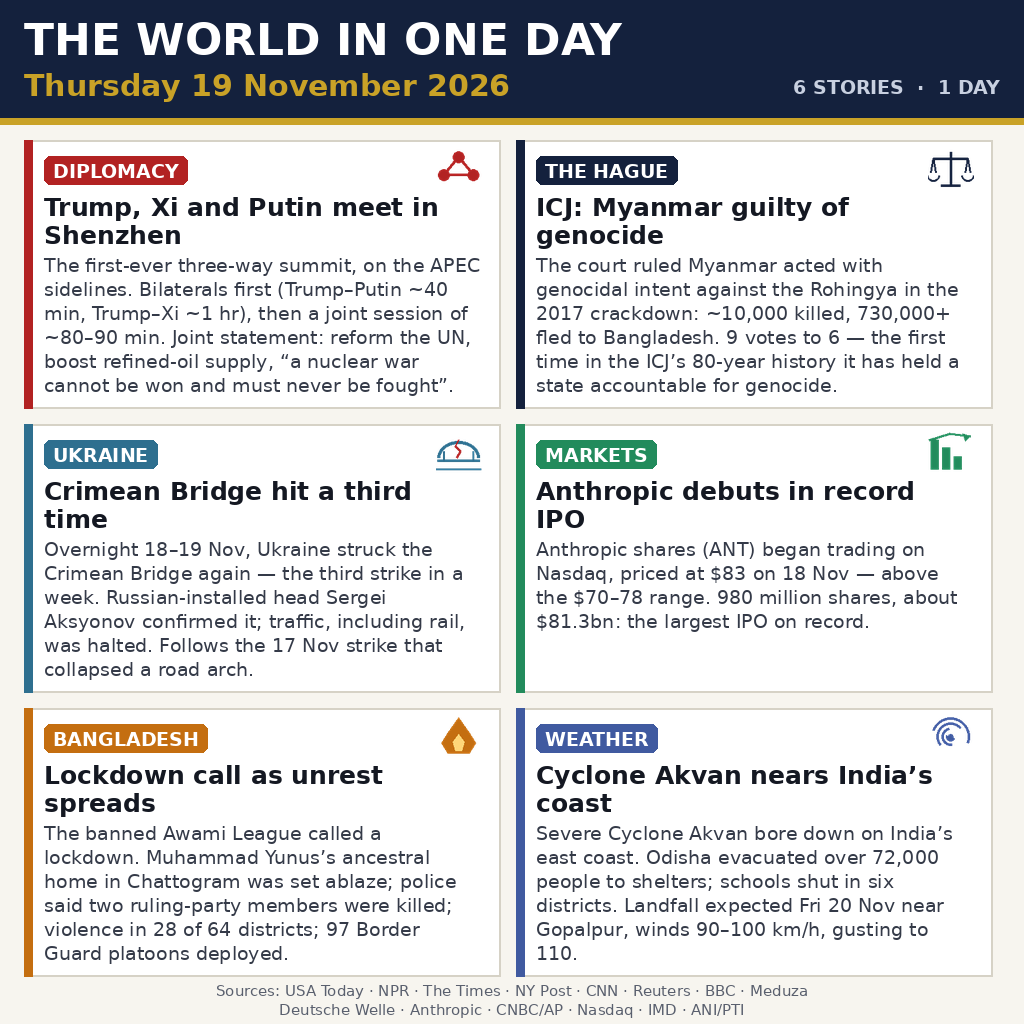 THE WORLD IN ONE DAY
Thursday 19 November 2026
6 STORIES · 1 DAY
DIPLOMACY
Trump, Xi and Putin meet in
Shenzhen
The first-ever three-way summit, on the APEC
sidelines. Bilaterals first (Trump–Putin ~40
min, Trump–Xi ~1 hr), then a joint session of
~80–90 min. Joint statement: reform the UN,
boost refined-oil supply, “a nuclear war
cannot be won and must never be fought”.
THE HAGUE
ICJ: Myanmar guilty of
genocide
The court ruled Myanmar acted with
genocidal intent against the Rohingya in the
2017 crackdown: ~10,000 killed, 730,000+
fled to Bangladesh. 9 votes to 6 — the first
time in the ICJ’s 80-year history it has held a
state accountable for genocide.
UKRAINE
Crimean Bridge hit a third
time
Overnight 18–19 Nov, Ukraine struck the
Crimean Bridge again — the third strike in a
week. Russian-installed head Sergei
Aksyonov confirmed it; traffic, including rail,
was halted. Follows the 17 Nov strike that
collapsed a road arch.
MARKETS
Anthropic debuts in record
IPO
Anthropic shares (ANT) began trading on
Nasdaq, priced at $83 on 18 Nov — above
the $70–78 range. 980 million shares, about
$81.3bn: the largest IPO on record.
BANGLADESH
Lockdown call as unrest
spreads
The banned Awami League called a
lockdown. Muhammad Yunus’s ancestral
home in Chattogram was set ablaze; police
said two ruling-party members were killed;
violence in 28 of 64 districts; 97 Border
Guard platoons deployed.
WEATHER
Cyclone Akvan nears India’s
coast
Severe Cyclone Akvan bore down on India’s
east coast. Odisha evacuated over 72,000
people to shelters; schools shut in six
districts. Landfall expected Fri 20 Nov near
Gopalpur, winds 90–100 km/h, gusting to
110.
Sources: USA Today · NPR · The Times · NY Post · CNN · Reuters · BBC · Meduza
Deutsche Welle · Anthropic · CNBC/AP · Nasdaq · IMD · ANI/PTI